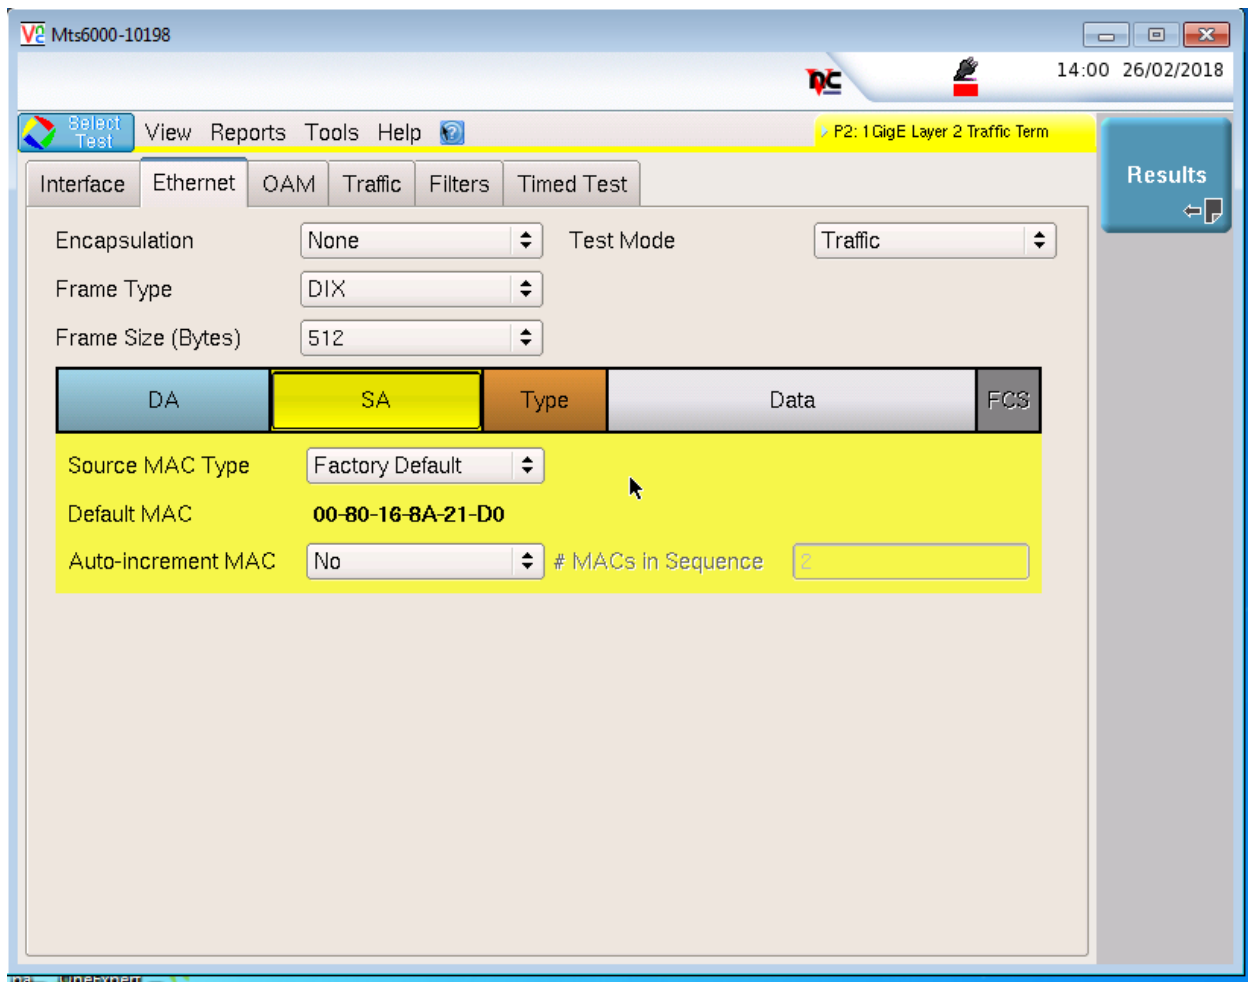 Mts6000-10198
14:00 26/02/2018
Select Test View Reports Tools Help
P2: 1GigE Layer 2 Traffic Term
Results
Interface Ethernet OAM Traffic Filters Timed Test
Encapsulation None Test Mode Traffic
Frame Type DIX
Frame Size (Bytes) 512
DA SA Type Data FCS
Source MAC Type Factory Default
Default MAC 00-80-16-8A-21-D0
Auto-increment MAC No # MACs in Sequence 2